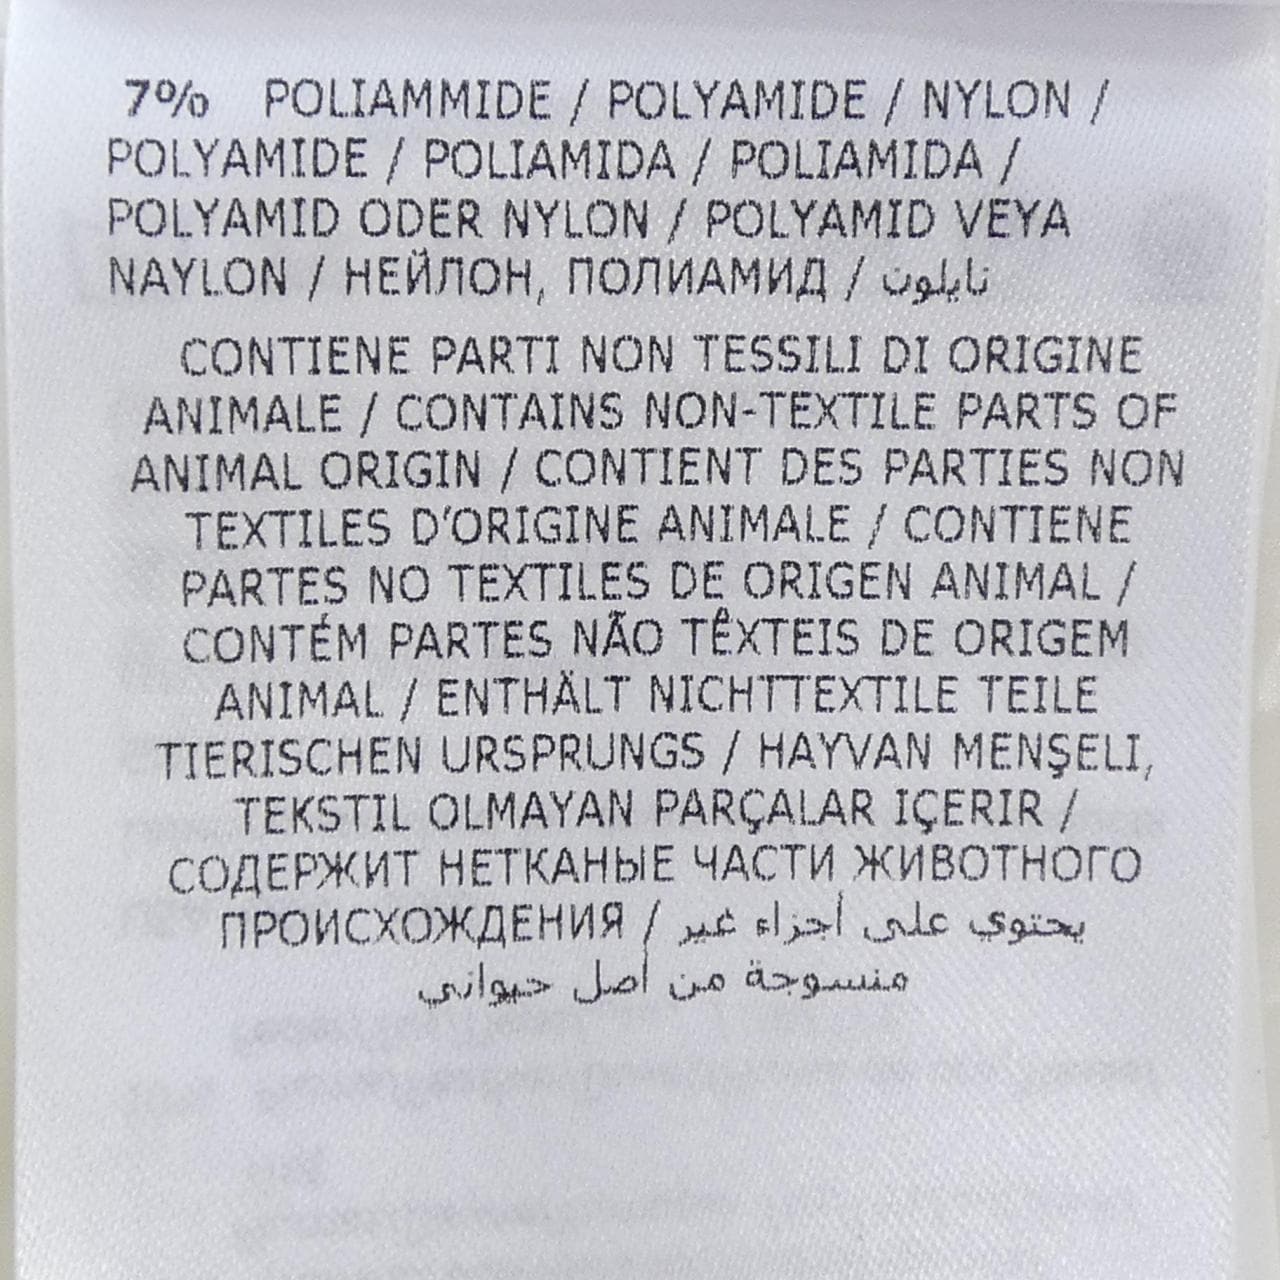 7% POLIAMMIDE / POLYAMIDE / NYLON /
POLYAMIDE / POLIAMIDA / POLIAMIDA /
POLYAMID ODER NYLON / POLYAMID VEYA
NAYLON / НЕЙЛОН, ПОЛИАМИД / نايلون
CONTIENE PARTI NON TESSILI DI ORIGINE
ANIMALE / CONTAINS NON-TEXTILE PARTS OF
ANIMAL ORIGIN / CONTIENT DES PARTIES NON
TEXTILES D'ORIGINE ANIMALE / CONTIENE
PARTES NO TEXTILES DE ORIGEN ANIMAL /
CONTÉM PARTES NÃO TÊXTEIS DE ORIGEM
ANIMAL / ENTHÄLT NICHTTEXTILE TEILE
TIERISCHEN URSPRUNGS / HAYVAN MENŞELI,
TEKSTIL OLMAYAN PARÇALAR IÇERIR /
СОДЕРЖИТ НЕТКАНЫЕ ЧАСТИ ЖИВОТНОГО
ПРОИСХОЖДЕНИЯ / يحتوي على أجزاء غير
منسوجة من أصل حيواني